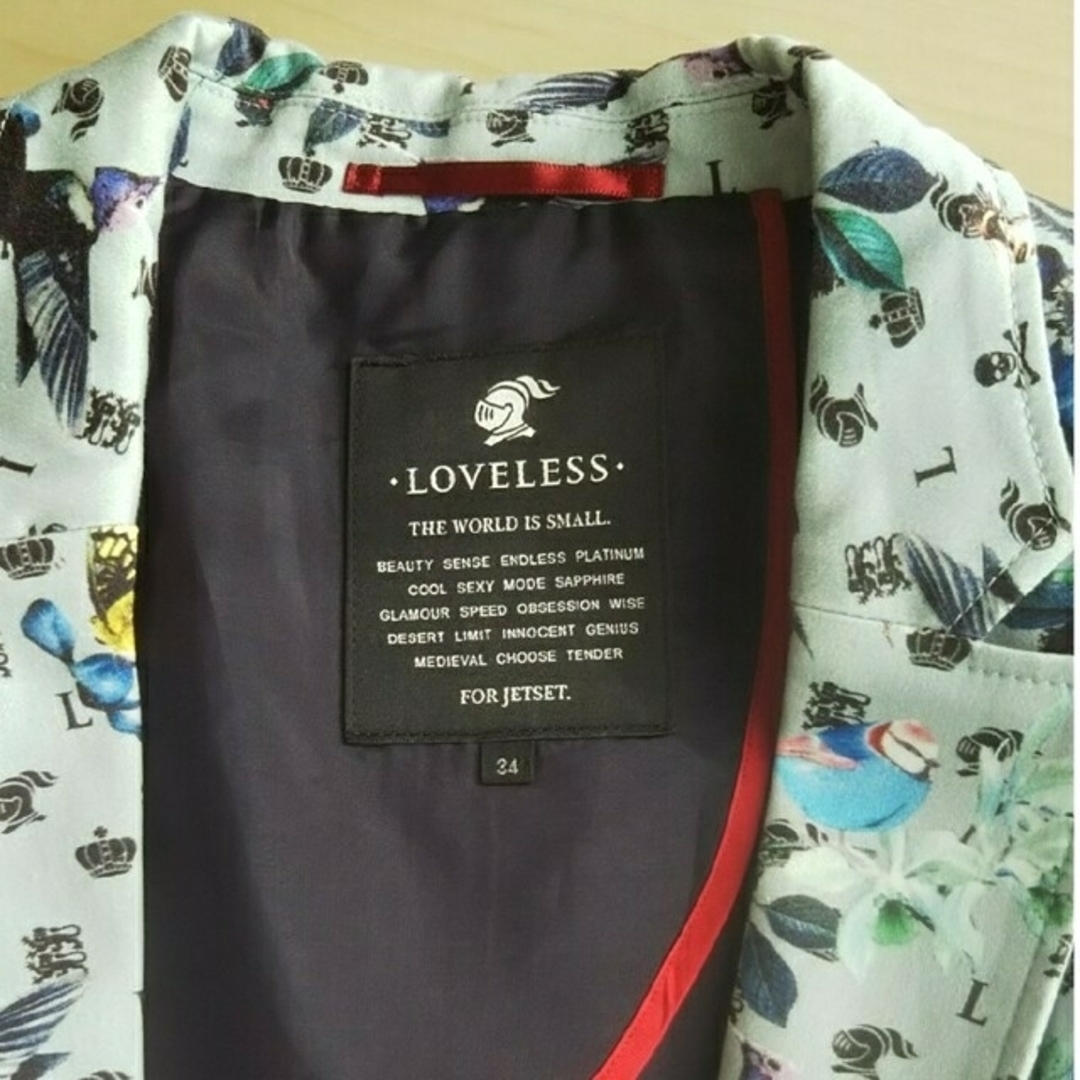 L
·LOVELESS·
THE WORLD IS SMALL.
BEAUTY SENSE ENDLESS PLATINUM
COOL SEXY MODE SAPPHIRE
GLAMOUR SPEED OBSESSION WISE
DESERT LIMIT INNOCENT GENIUS
MEDIEVAL CHOOSE TENDER
FOR JETSET.
34
L
L
L